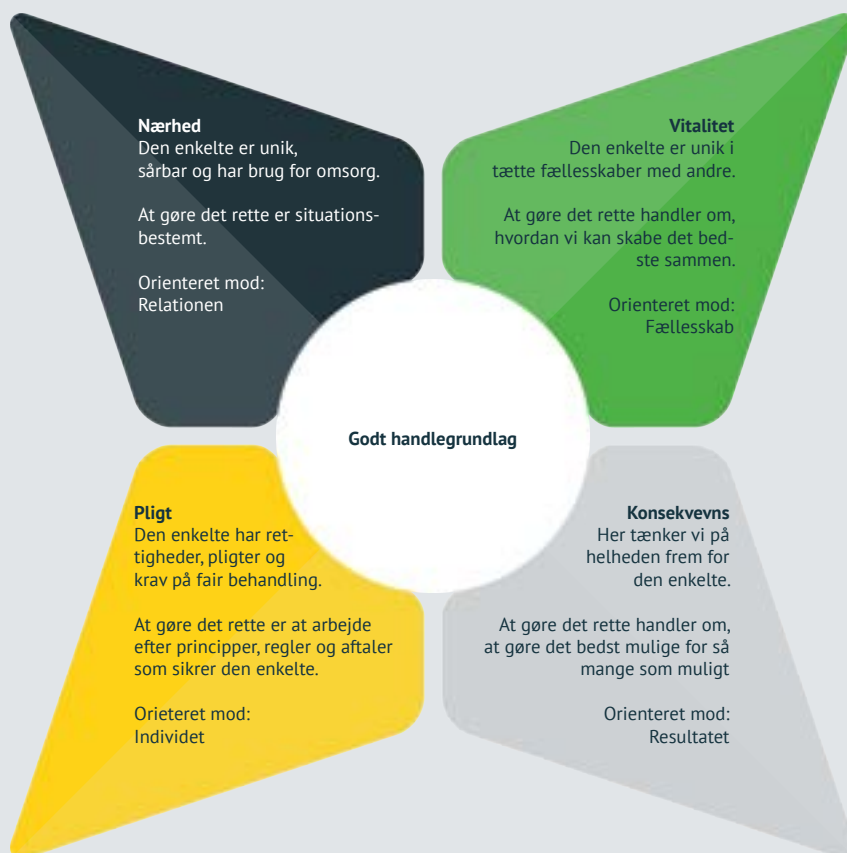 Nærhed
Den enkelte er unik,
sårbar og har brug for omsorg.
At gøre det rette er situations-
bestemt.
Orienteret mod:
Relationen
Vitalitet
Den enkelte er unik i
tætte fællesskaber med andre.
At gøre det rette handler om,
hvordan vi kan skabe det bed-
ste sammen.
Orienteret mod:
Fællesskab
Godt handlegrundlag
Pligt
Den enkelte har ret-
tigheder, pligter og
krav på fair behandling.
At gøre det rette er at arbejde
efter principper, regler og aftaler
som sikrer den enkelte.
Orieteret mod:
Individet
Konsekvevns
Her tænker vi på
helheden frem for
den enkelte.
At gøre det rette handler om,
at gøre det bedst mulige for så
mange som muligt
Orienteret mod:
Resultatet